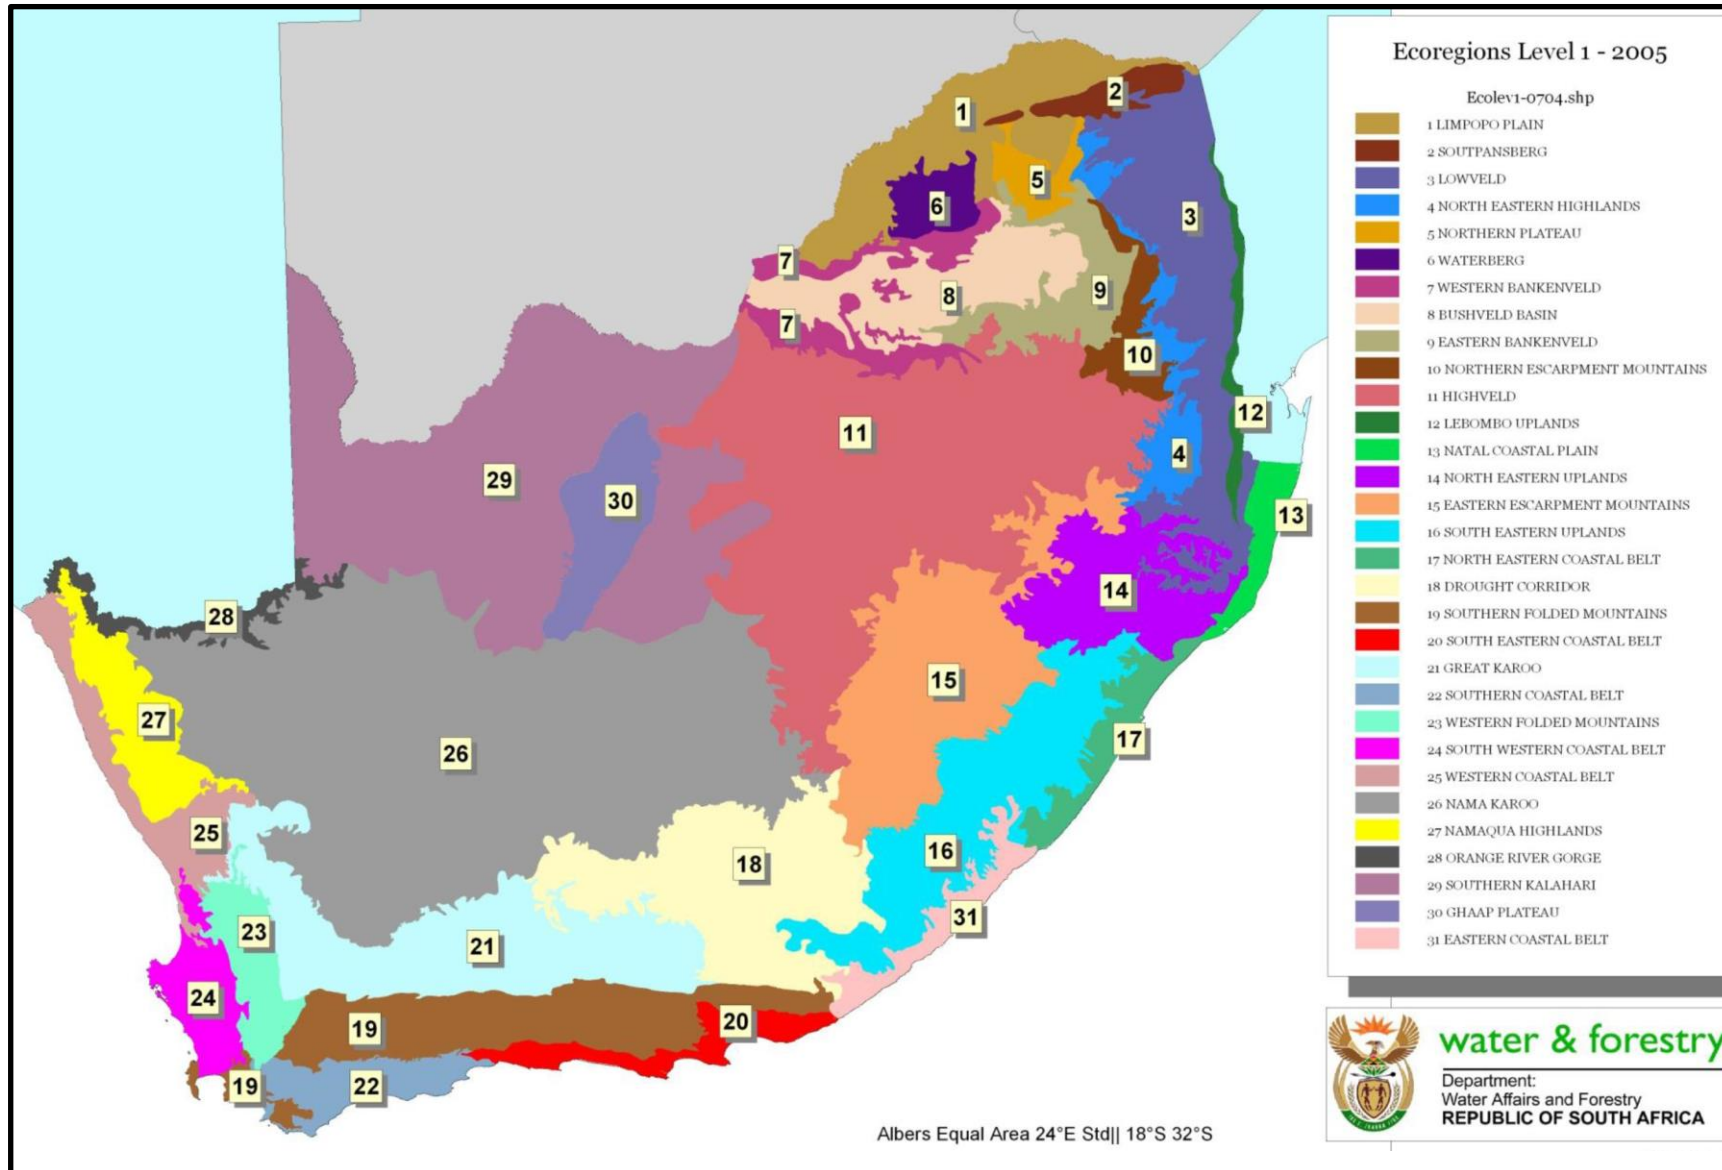 Ecoregions Level 1 - 2005
Ecolev1-0704.shp
1 LIMPOPO PLAIN
2 SOUTPANSBERG
3 LOWVELD
4 NORTH EASTERN HIGHLANDS
5 NORTHERN PLATEAU
6 WATERBERG
7 WESTERN BANKENVELD
8 BUSHVELD BASIN
9 EASTERN BANKENVELD
10 NORTHERN ESCARPMENT MOUNTAINS
11 HIGHVELD
12 LEBOMBO UPLANDS
13 NATAL COASTAL PLAIN
14 NORTH EASTERN UPLANDS
15 EASTERN ESCARPMENT MOUNTAINS
16 SOUTH EASTERN UPLANDS
17 NORTH EASTERN COASTAL BELT
18 DROUGHT CORRIDOR
19 SOUTHERN FOLDED MOUNTAINS
20 SOUTH EASTERN COASTAL BELT
21 GREAT KAROO
22 SOUTHERN COASTAL BELT
23 WESTERN FOLDED MOUNTAINS
24 SOUTH WESTERN COASTAL BELT
25 WESTERN COASTAL BELT
26 NAMA KAROO
27 NAMAQUA HIGHLANDS
28 ORANGE RIVER GORGE
29 SOUTHERN KALAHARI
30 GHAAP PLATEAU
31 EASTERN COASTAL BELT
2
1
5
6
3
7
9
8
7
10
12
11
4
29
30
13
14
28
15
27
17
26
25
16
18
31
23
21
24
20
19
19
22
Albers Equal Area 24°E Std|| 18°S 32°S
water & forestry
Department:
Water Affairs and Forestry
REPUBLIC OF SOUTH AFRICA